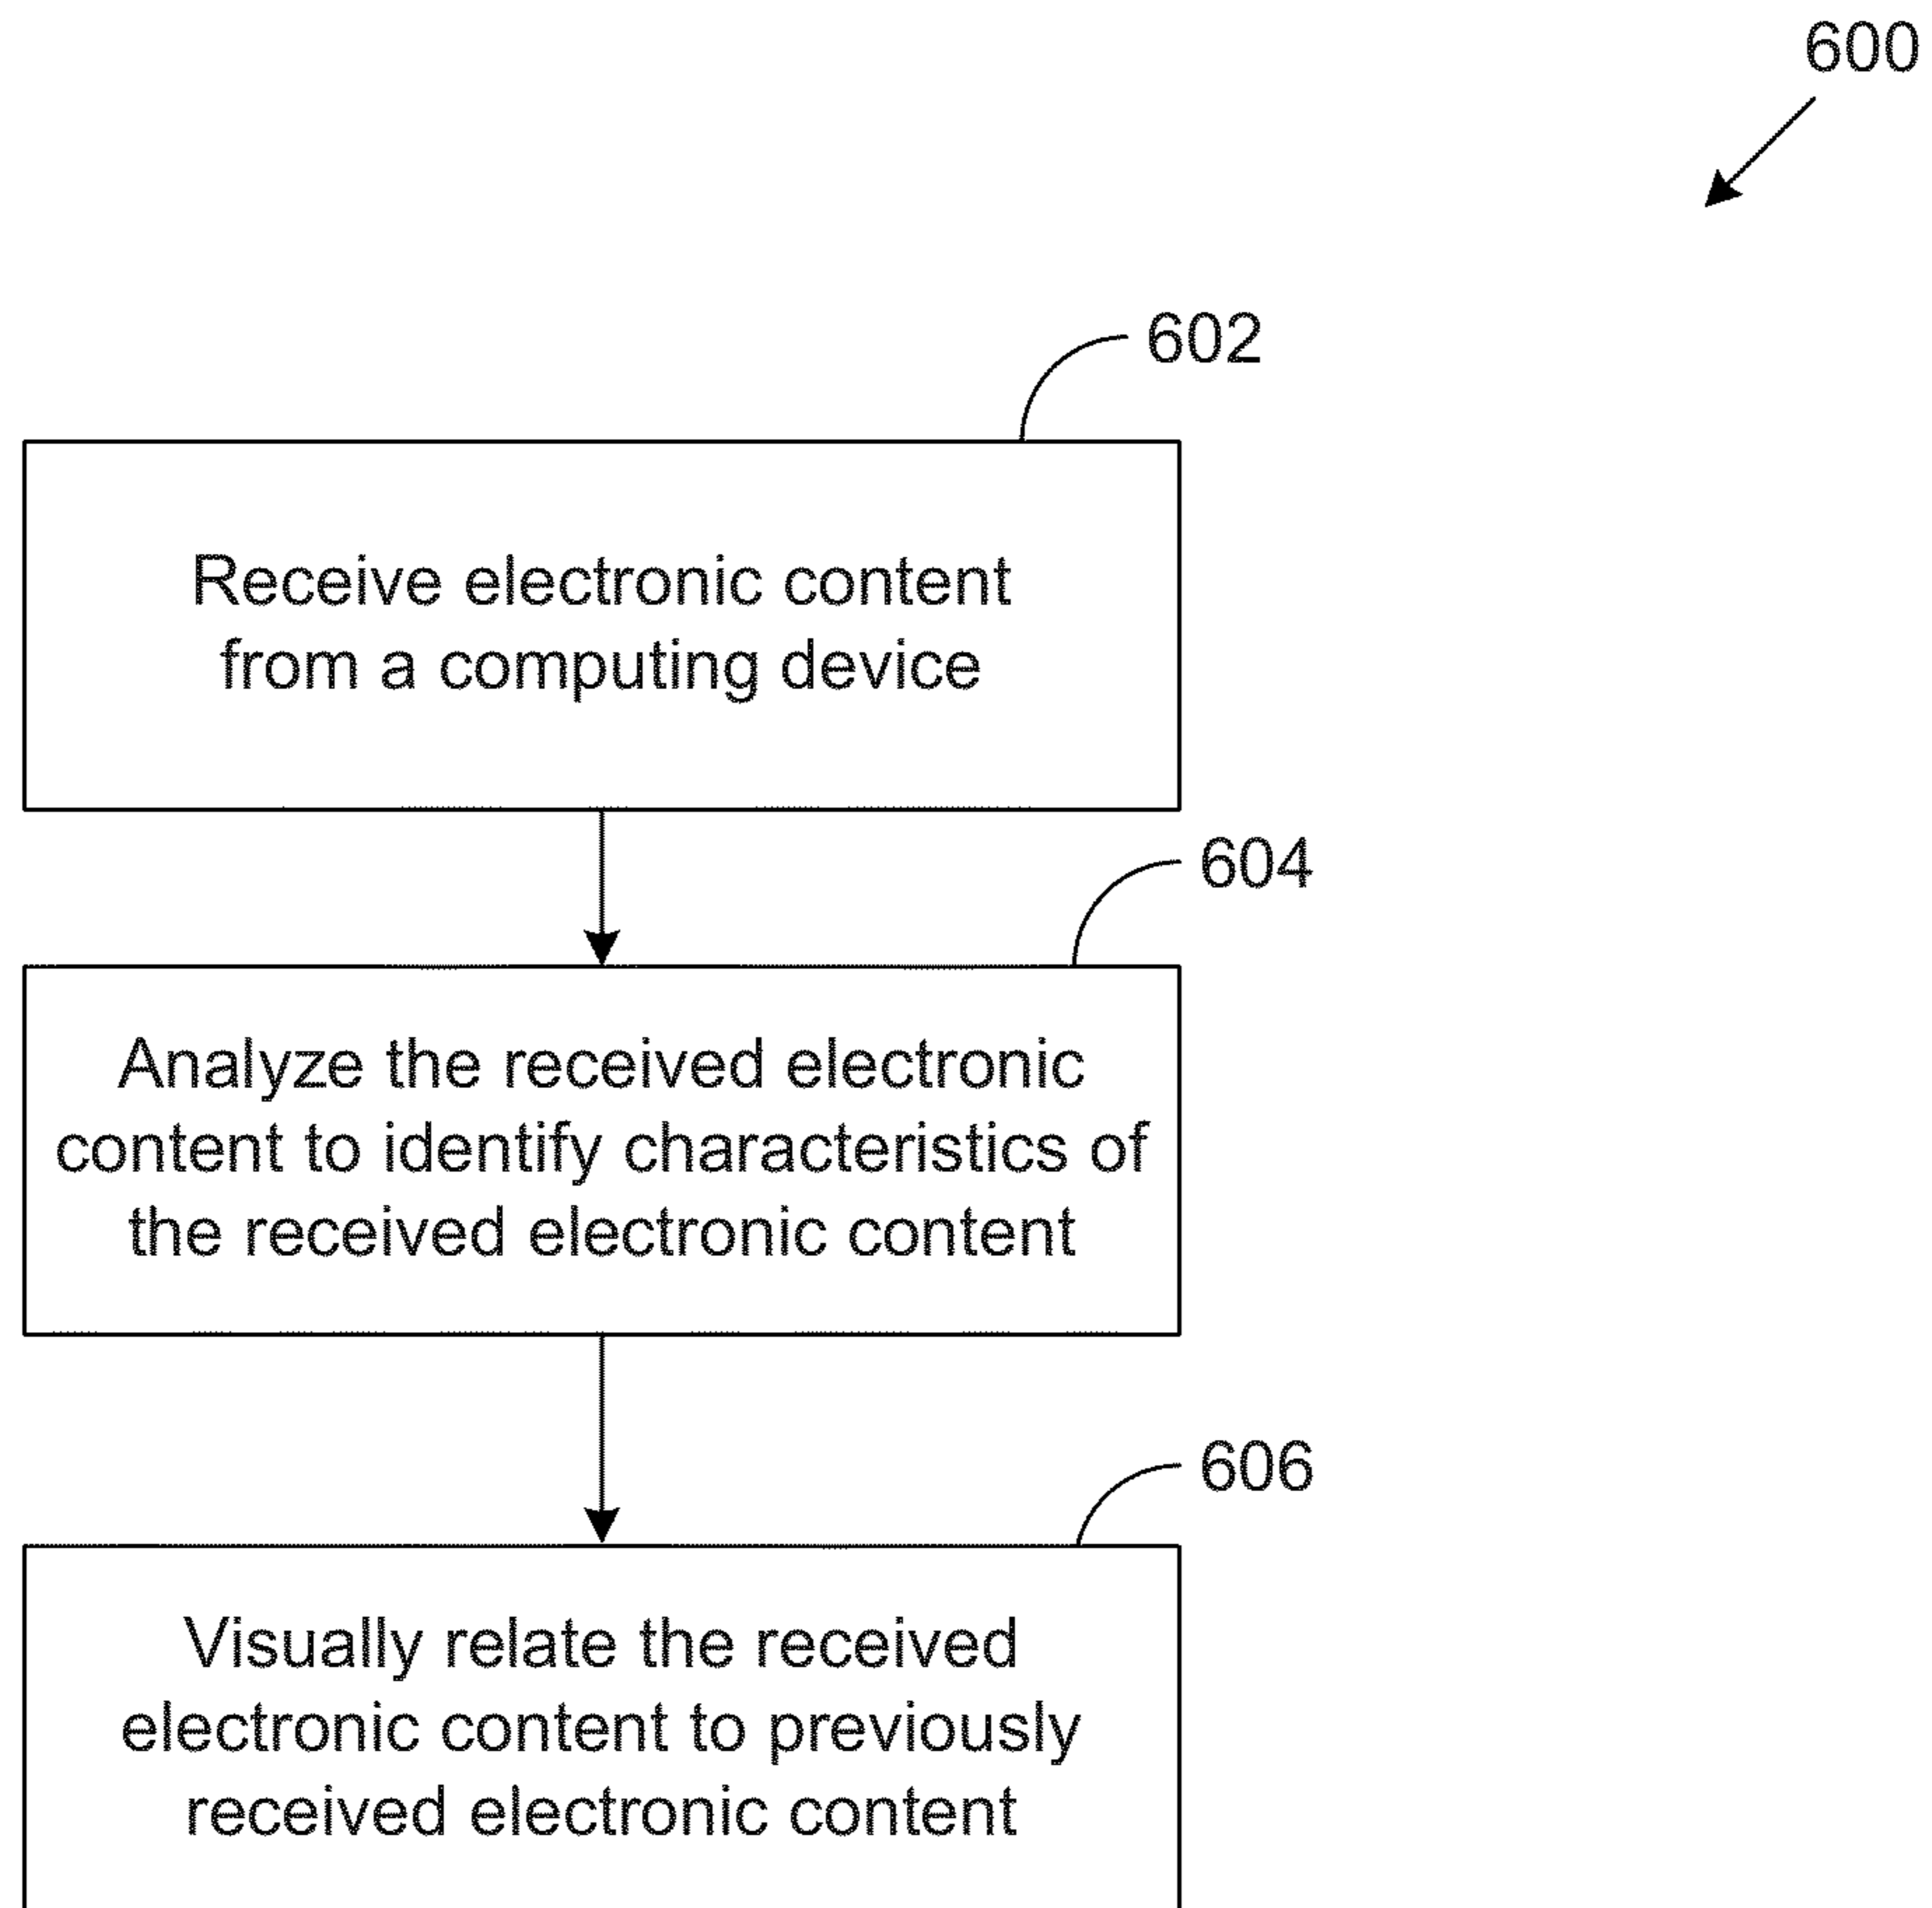 600
602
Receive electronic content
from a computing device
604
Analyze the received electronic
content to identify characteristics of
the received electronic content
606
Visually relate the received
electronic content to previously
received electronic content